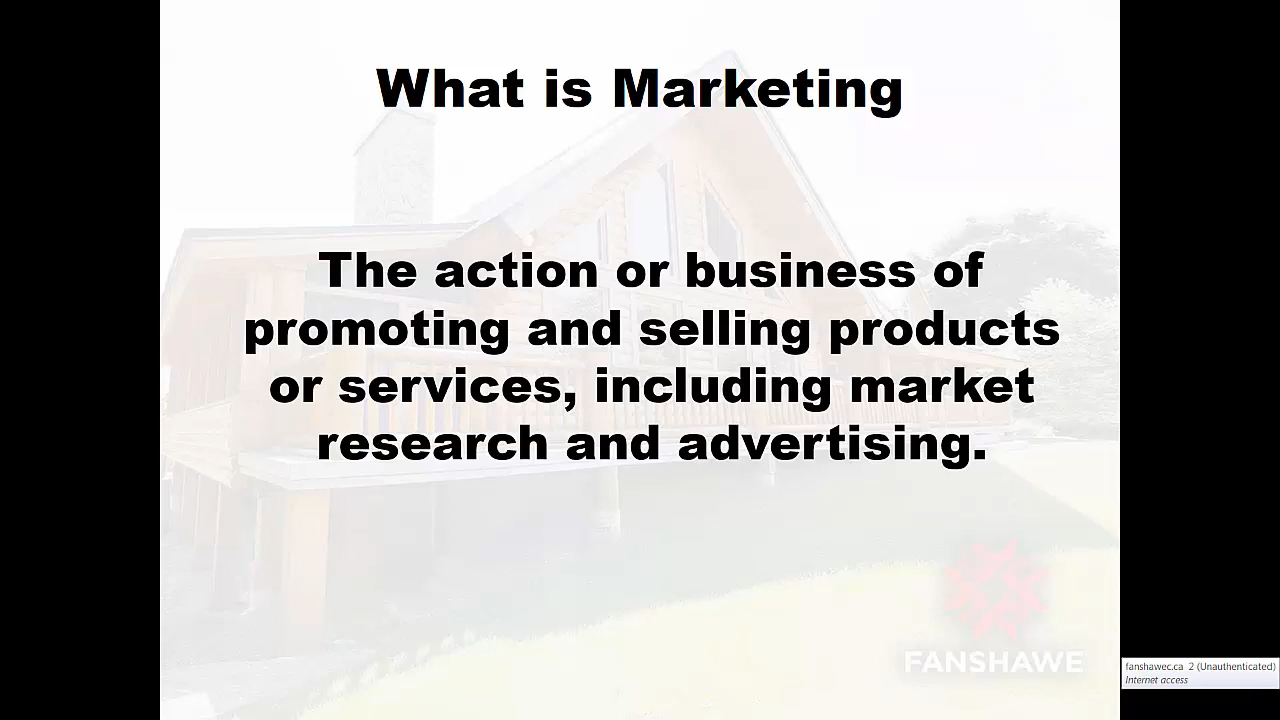 What is Marketing
The action or business of
promoting and selling products
or services, including market
research and advertising.
FANSHAWE
fanshawec.ca 2 (Unauthenticated)
Internet access